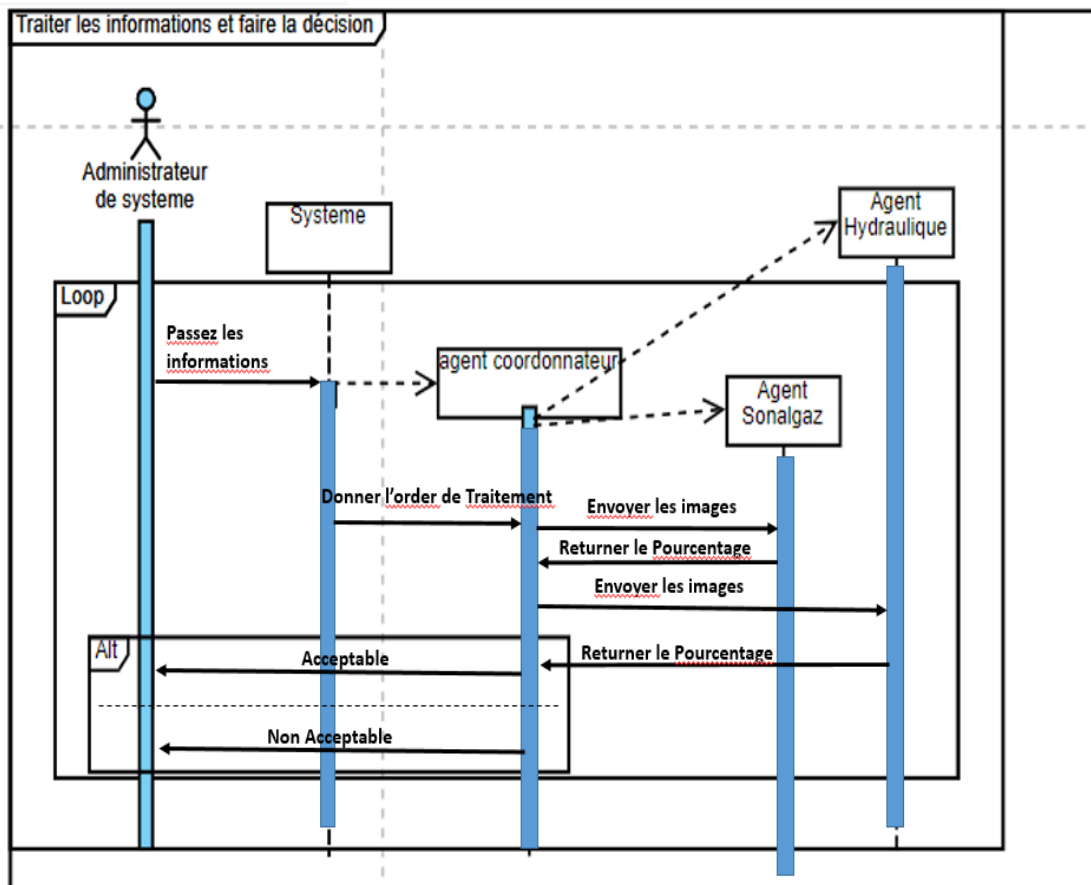 Traiter les informations et faire la décision
Administrateur
de systeme
Systeme
Agent
Hydraulique
Loop
Passez les
informations
agent coordonnateur
Agent
Sonalgaz
Donner l'order de Traitement
Envoyer les images
Returner le Pourcentage
Envoyer les images
Alt
Acceptable
Returner le Pourcentage
Non Acceptable